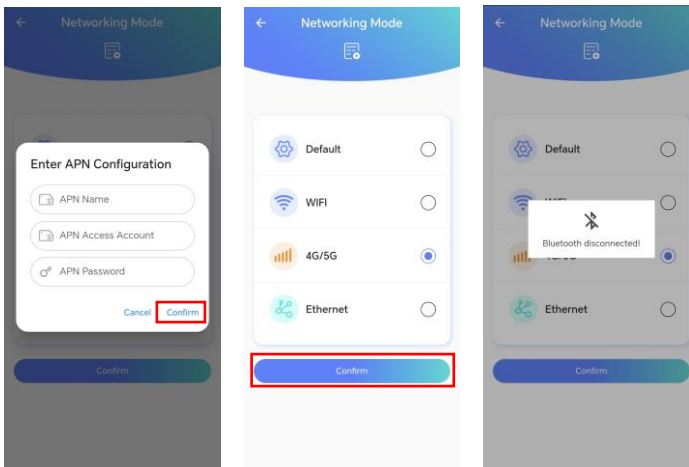 Networking Mode
Enter APN Configuration
APN Name
APN Access Account
APN Password
Cancel Confirm
Confirm
Networking Mode
Default
WIFI
4G/5G
Ethernet
Confirm
Networking Mode
Default
Bluetooth disconnected!
Ethernet
Confirm